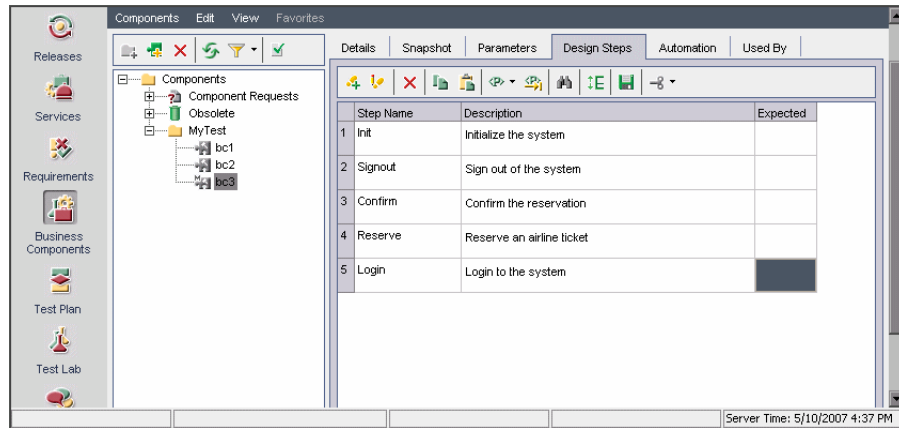 Components Edit View Favorites
Releases
Services
Requirements
Business
Components
Test Plan
Test Lab
Components
Component Requests
Obsolete
MyTest
bc1
bc2
bc3
Details Snapshot Parameters Design Steps Automation Used By
Step Name Description Expected
1 Init Initialize the system
2 Signout Sign out of the system
3 Confirm Confirm the reservation
4 Reserve Reserve an airline ticket
5 Login Login to the system
Server Time: 5/10/2007 4:37 PM